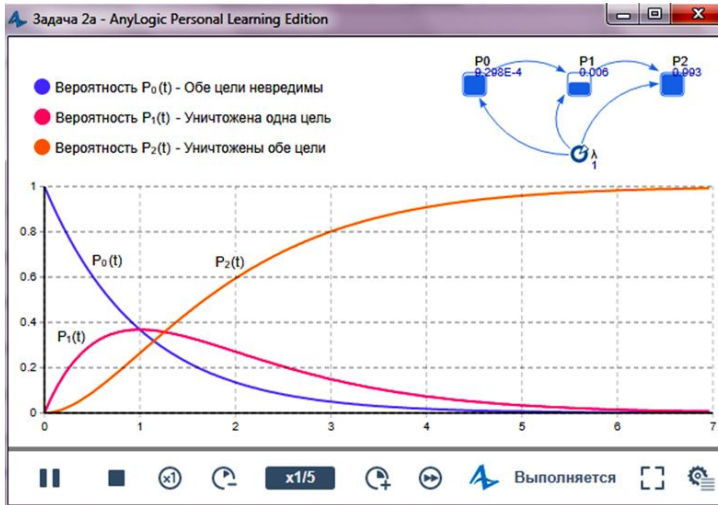 Задача 2а - AnyLogic Personal Learning Edition
P0 P1 P2
9.298E-4 0.006 0.993
λ
1
Вероятность P₀(t) - Обе цели невредимы
Вероятность P₁(t) - Уничтожена одна цель
Вероятность P₂(t) - Уничтожены обе цели
1
0.8
0.6
0.4
0.2
0
P₀(t)
P₂(t)
P₁(t)
0 1 2 3 4 5 6 7
x1
x1/5
Выполняется